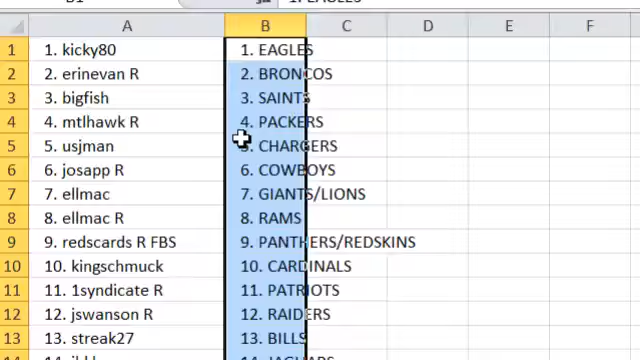 A B C D E F
1 1. kicky80 1. EAGLES
2 2. erinevan R 2. BRONCOS
3 3. bigfish 3. SAINTS
4 4. mtlhawk R 4. PACKERS
5 5. usjman 5. CHARGERS
6 6. josapp R 6. COWBOYS
7 7. ellmac 7. GIANTS/LIONS
8 8. ellmac R 8. RAMS
9 9. redscards R FBS 9. PANTHERS/REDSKINS
10 10. kingschmuck 10. CARDINALS
11 11. 1syndicate R 11. PATRIOTS
12 12. jswanson R 12. RAIDERS
13 13. streak27 13. BILLS